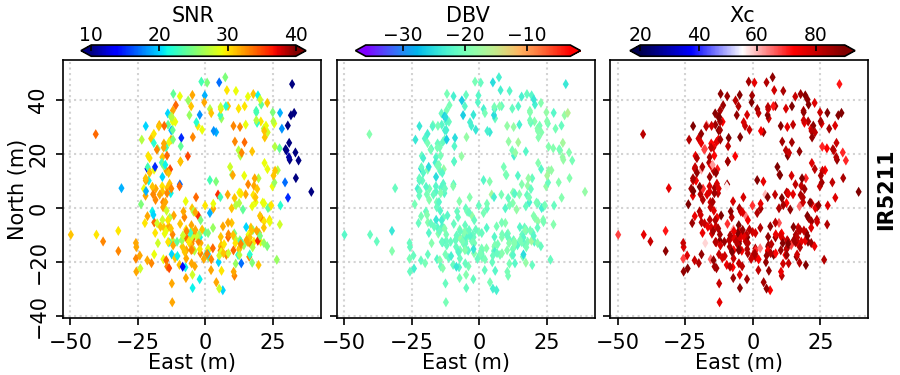 SNR DBV Xc
10 20 30 40 −30 −20 −10 20 40 60 80
North (m)
40
20
0
−20
−40
−50 −25 0 25 −50 −25 0 25 −50 −25 0 25
East (m) East (m) East (m)
IR5211